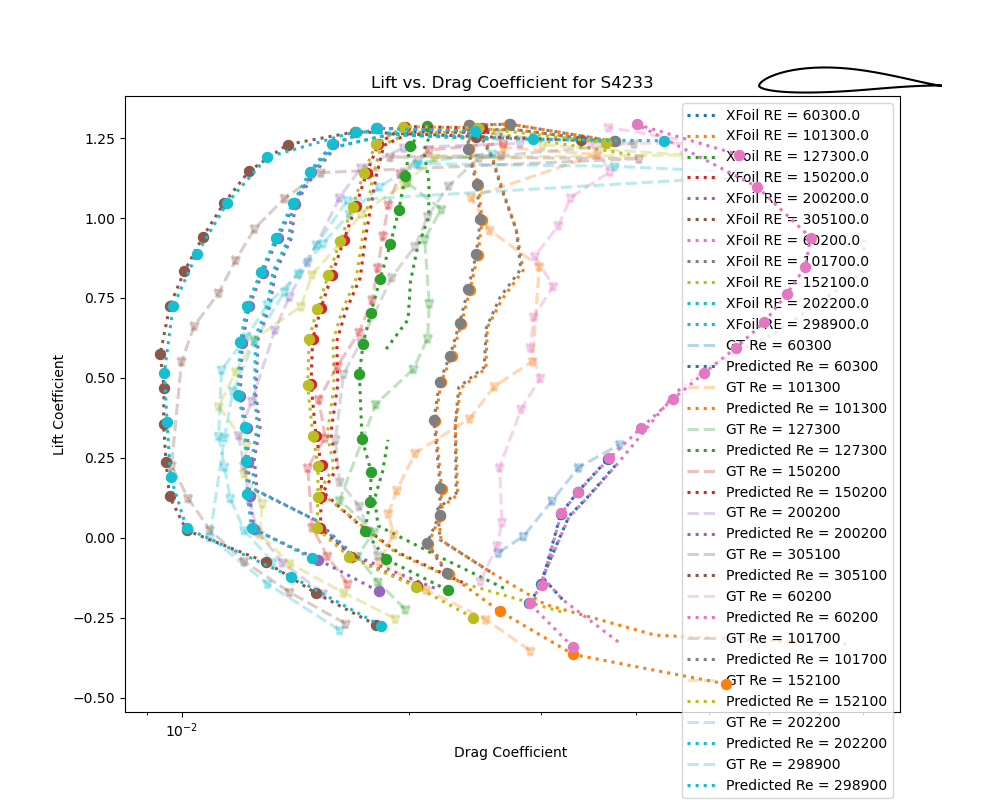 Lift vs. Drag Coefficient for S4233
1.25
1.00
0.75
0.50
0.25
0.00
−0.25
−0.50
Lift Coefficient
10−2
Drag Coefficient
XFoil RE = 60300.0
XFoil RE = 101300.0
XFoil RE = 127300.0
XFoil RE = 150200.0
XFoil RE = 200200.0
XFoil RE = 305100.0
XFoil RE = 60200.0
XFoil RE = 101700.0
XFoil RE = 152100.0
XFoil RE = 202200.0
XFoil RE = 298900.0
GT Re = 60300
Predicted Re = 60300
GT Re = 101300
Predicted Re = 101300
GT Re = 127300
Predicted Re = 127300
GT Re = 150200
Predicted Re = 150200
GT Re = 200200
Predicted Re = 200200
GT Re = 305100
Predicted Re = 305100
GT Re = 60200
Predicted Re = 60200
GT Re = 101700
Predicted Re = 101700
GT Re = 152100
Predicted Re = 152100
GT Re = 202200
Predicted Re = 202200
GT Re = 298900
Predicted Re = 298900